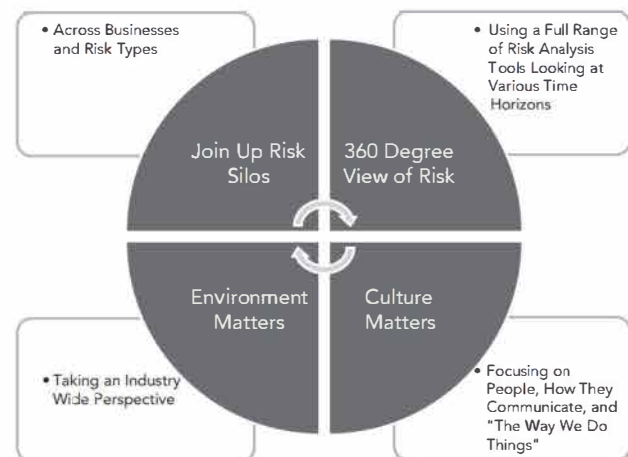 • Across Businesses
and Risk Types
• Using a Full Range
of Risk Analysis
Tools Looking at
Various Time
Horizons
Join Up Risk
Silos
360 Degree
View of Risk
Environment
Matters
Culture
Matters
• Taking an Industry
Wide Perspective
• Focusing on
People, How They
Communicate, and
"The Way We Do
Things"